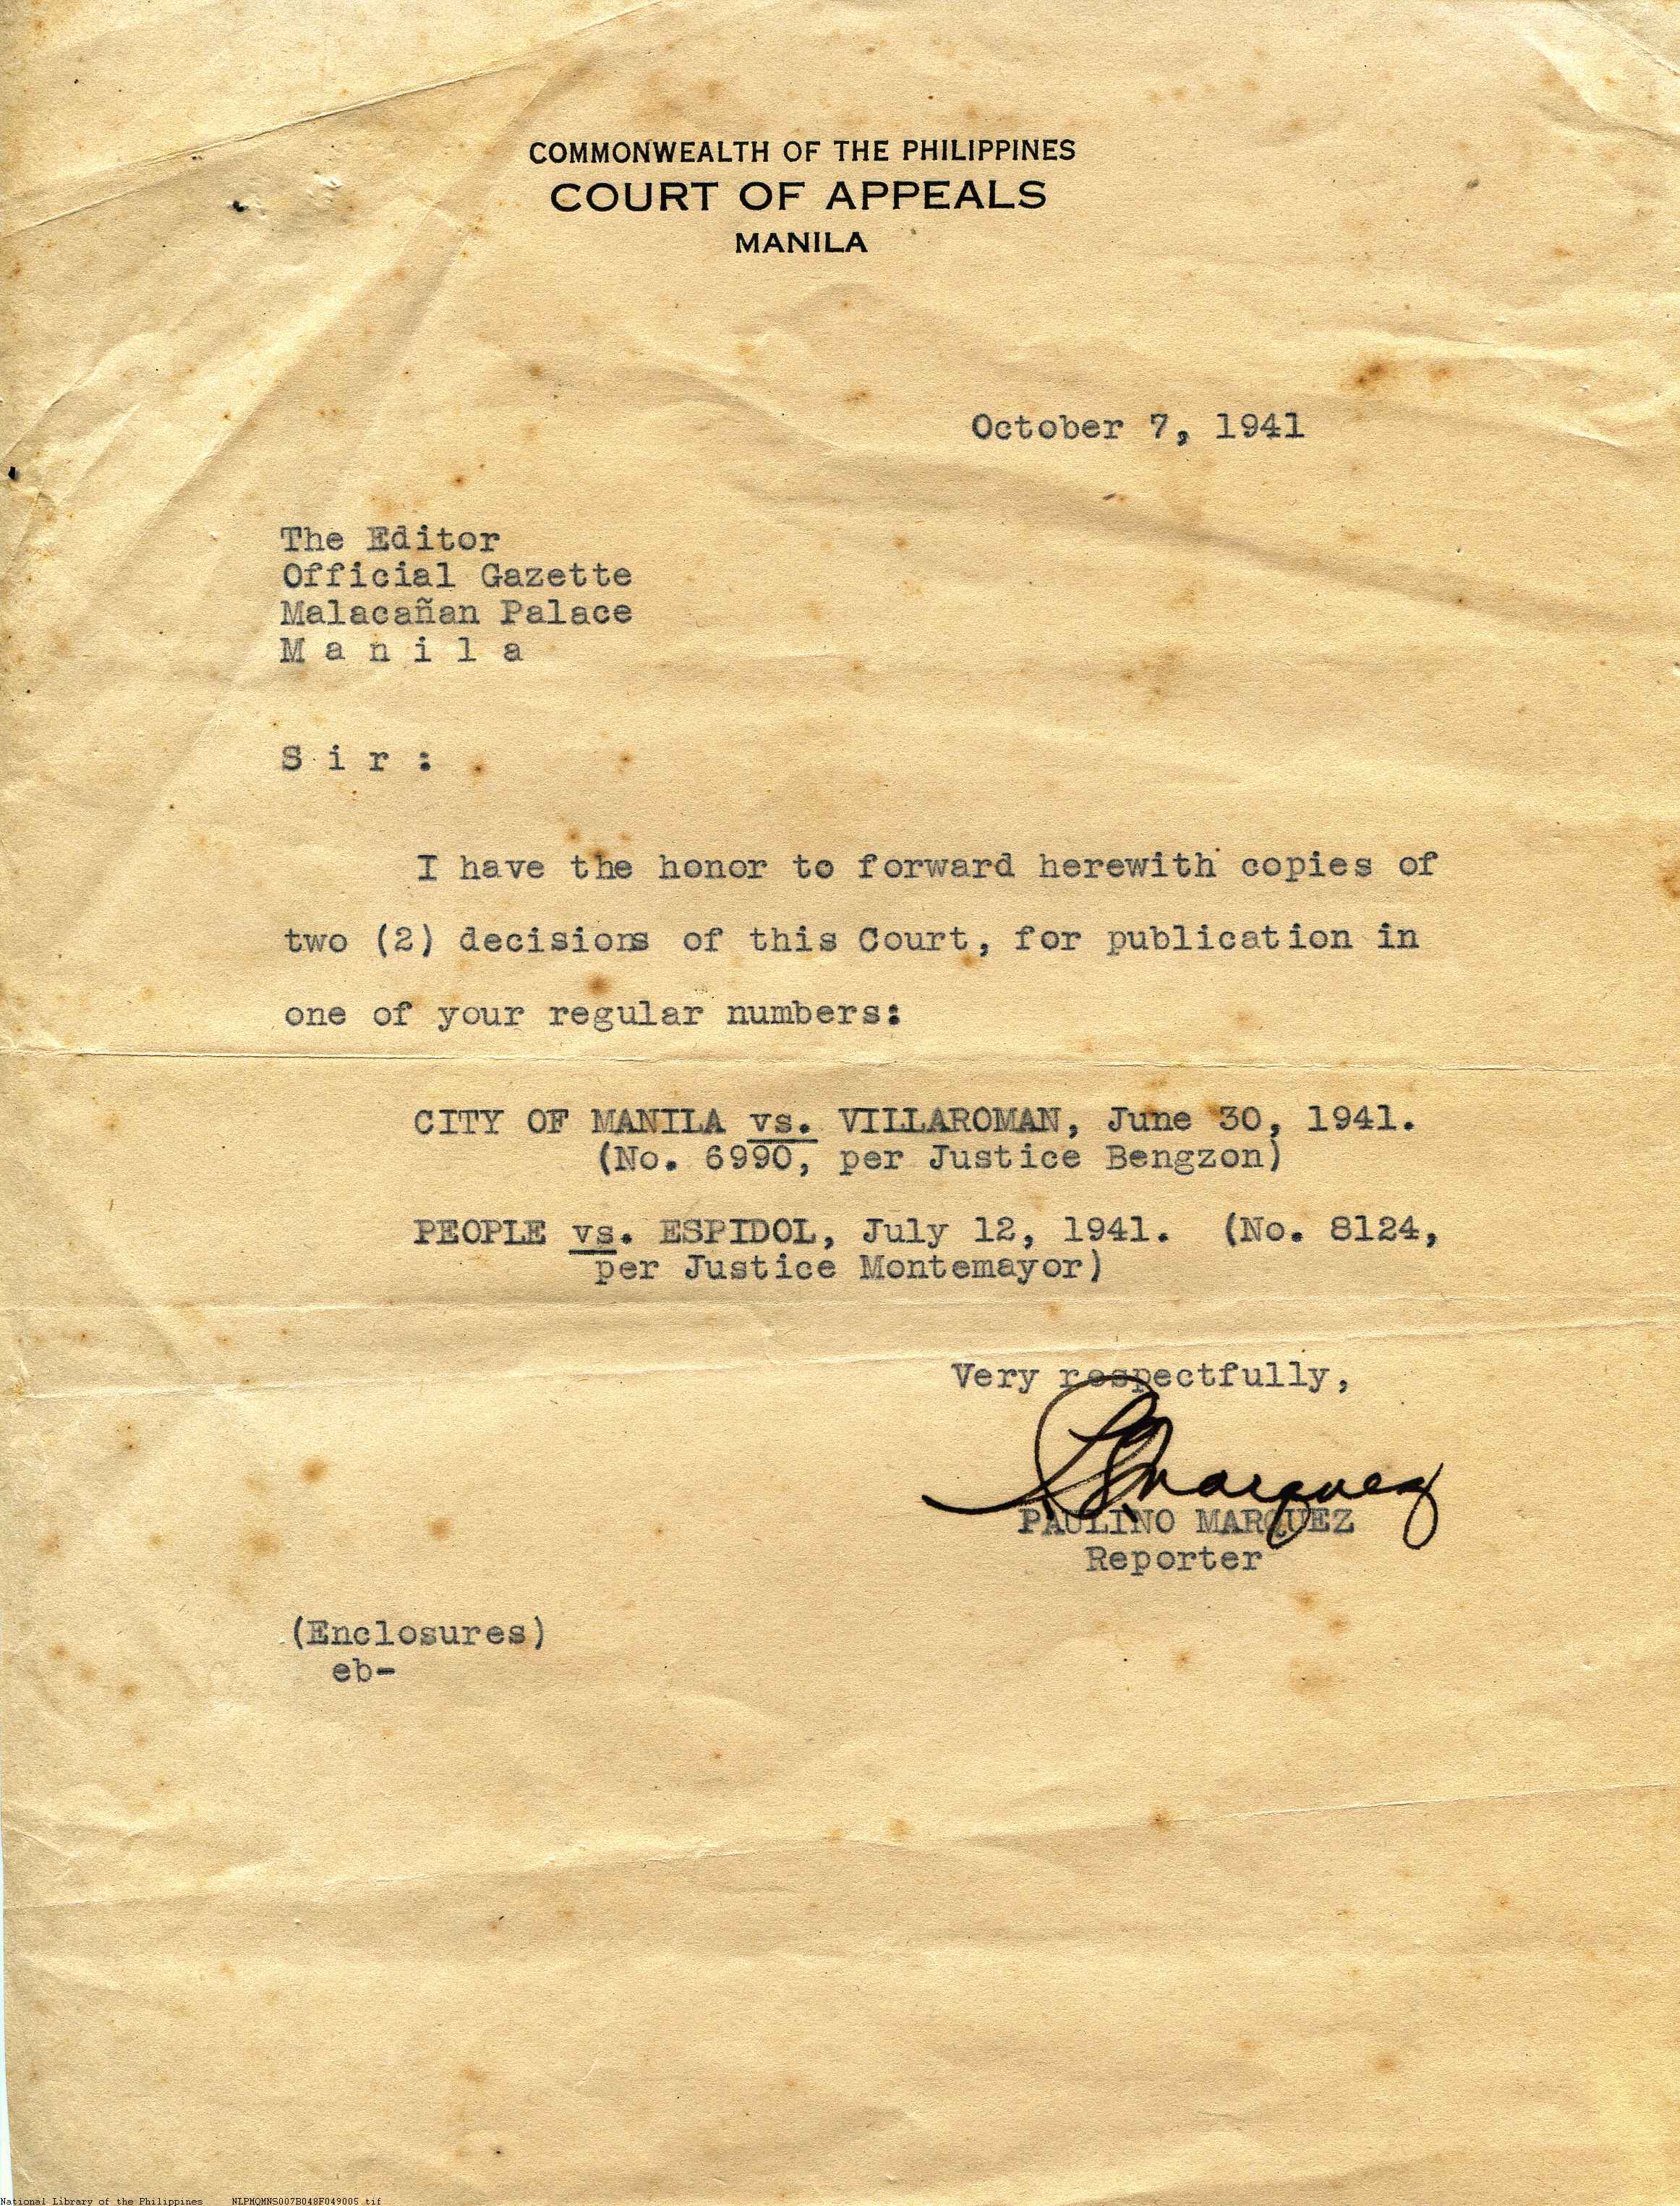 COMMONWEALTH OF THE PHILIPPINES
COURT OF APPEALS
MANILA
October 7, 1941
The Editor
Official Gazette
Malacañan Palace
M a n i l a
S i r :
I have the honor to forward herewith copies of
two (2) decisions of this Court, for publication in
one of your regular numbers:
CITY OF MANILA vs. VILLAROMAN, June 30, 1941.
(No. 6990, per Justice Bengzon)
PEOPLE vs. ESPIDOL, July 12, 1941. (No. 8124,
per Justice Montemayor)
Very respectfully,
PMarquez
PAULINO MARQUEZ
Reporter
(Enclosures)
eb-
National Library of the Philippines NLPMQMNS007B048F049005.tif